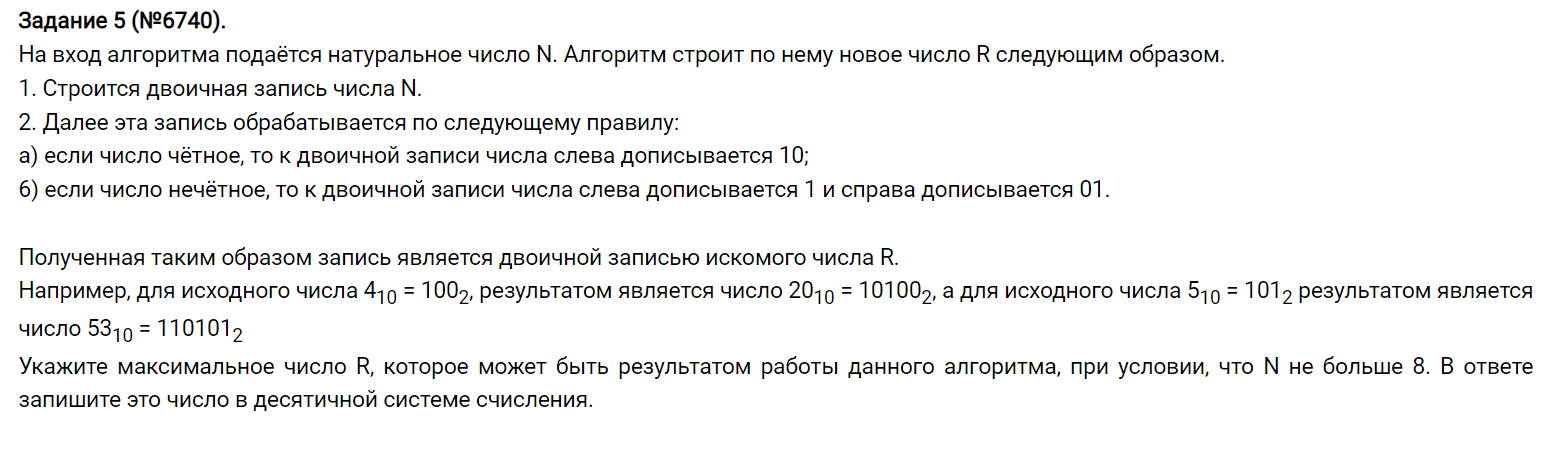 Задание 5 (№6740).
На вход алгоритма подаётся натуральное число N. Алгоритм строит по нему новое число R следующим образом.
1. Строится двоичная запись числа N.
2. Далее эта запись обрабатывается по следующему правилу:
а) если число чётное, то к двоичной записи числа слева дописывается 10;
6) если число нечётное, то к двоичной записи числа слева дописывается 1 и справа дописывается 01.
Полученная таким образом запись является двоичной записью искомого числа R.
Например, для исходного числа 4₁₀ = 100₂, результатом является число 20₁₀ = 10100₂, а для исходного числа 5₁₀ = 101₂ результатом является
число 53₁₀ = 110101₂
Укажите максимальное число R, которое может быть результатом работы данного алгоритма, при условии, что N не больше 8. В ответе
запишите это число в десятичной системе счисления.